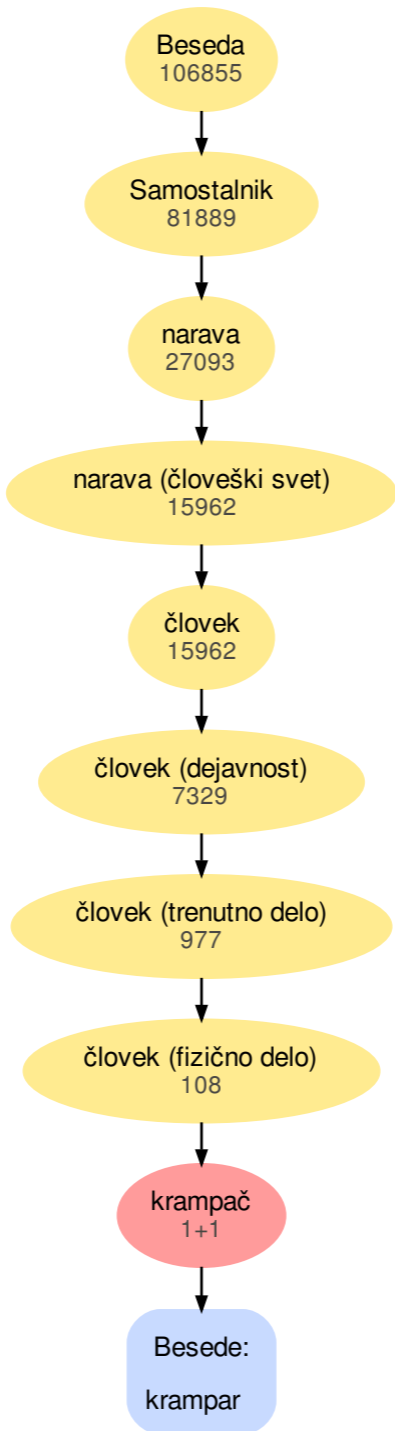 Beseda
106855
Samostalnik
81889
narava
27093
narava (človeški svet)
15962
človek
15962
človek (dejavnost)
7329
človek (trenutno delo)
977
človek (fizično delo)
108
krampač
1+1
Besede:
krampar